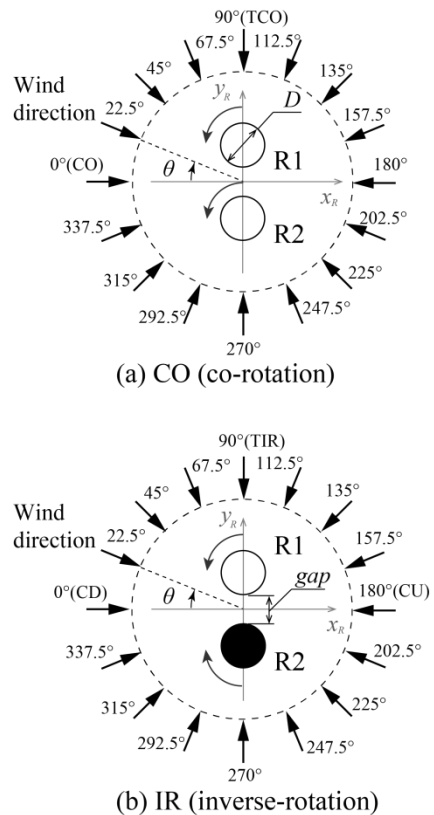 90°(TCO)
67.5° 112.5°
45° 135°
Wind
direction
22.5° 157.5°
y_R D
R1
0°(CO) θ 180°
x_R
R2
337.5° 202.5°
315° 225°
292.5° 247.5°
270°
(a) CO (co-rotation)
90°(TIR)
67.5° 112.5°
45° 135°
Wind
direction
22.5° 157.5°
y_R R1
gap
0°(CD) θ 180°(CU)
x_R
R2
337.5° 202.5°
315° 225°
292.5° 247.5°
270°
(b) IR (inverse-rotation)